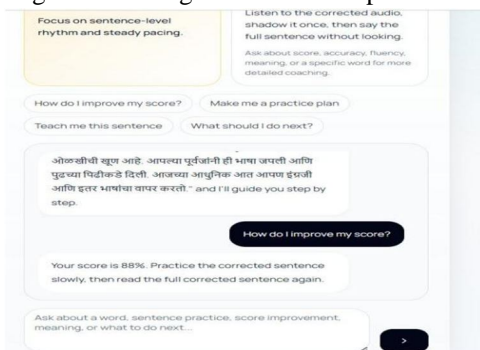 Focus on sentence-level
rhythm and steady pacing.
Listen to the corrected audio,
shadow it once, then say the
full sentence without looking.
Ask about score, accuracy, fluency,
meaning, or a specific word for more
detailed coaching.
How do I improve my score?
Make me a practice plan
Teach me this sentence
What should I do next?
ओळखीची खूण आहे. आपल्या पूर्वजांनी ही भाषा जपली आणि
पुढच्या पिढीकडे दिली. आजच्या आधुनिक आत आपण इंग्रजी
आणि इतर भाषांचा वापर करतो." and I'll guide you step by
step.
How do I improve my score?
Your score is 88%. Practice the corrected sentence
slowly, then read the full corrected sentence again.
Ask about a word, sentence practice, score improvement,
meaning, or what to do next...
>